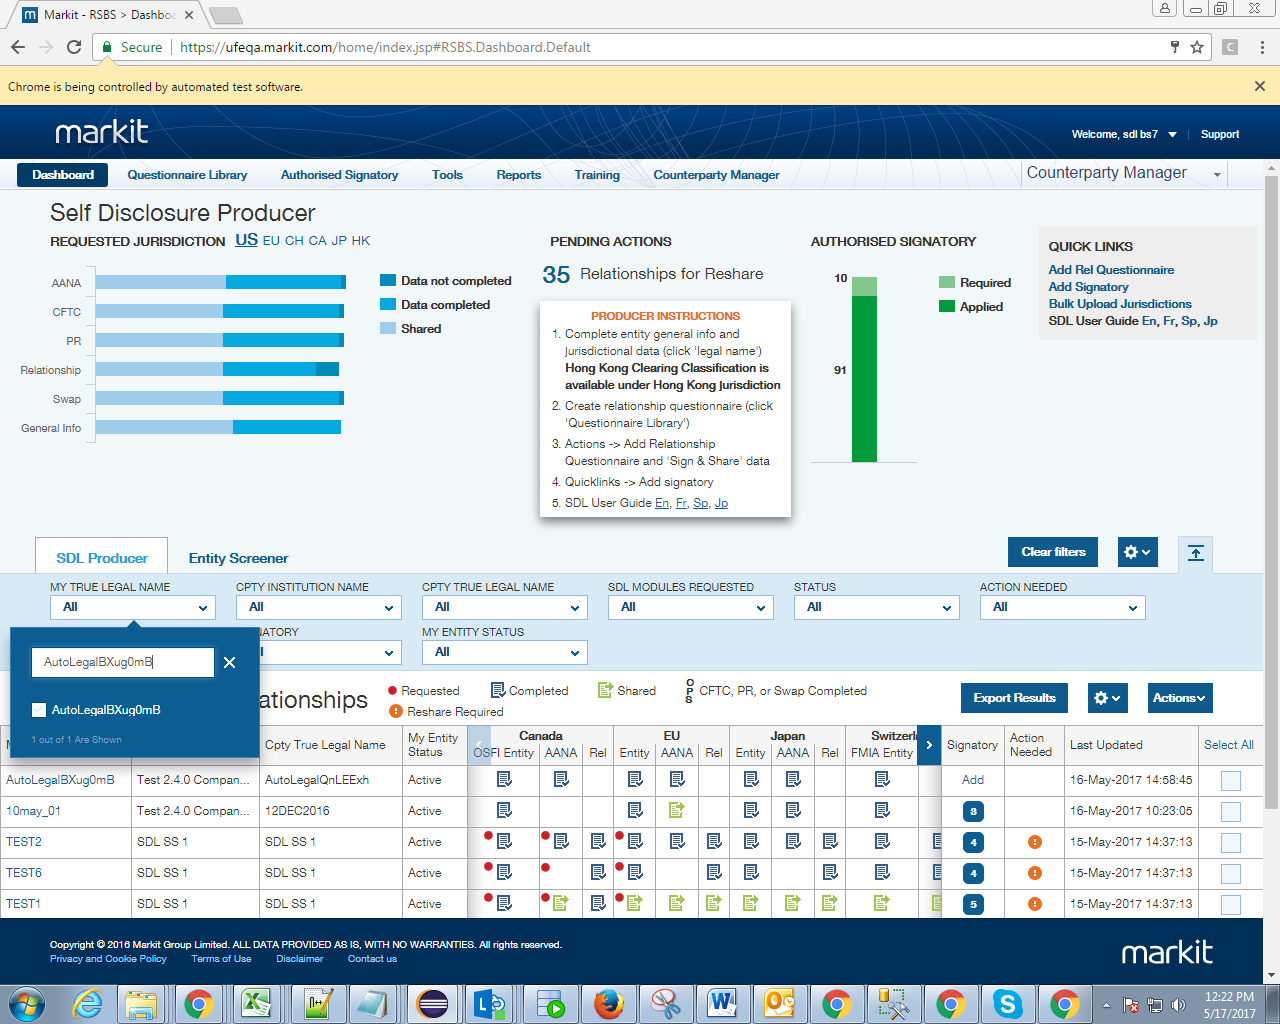 Markit - RSBS > Dashboa
Secure https://ufeqa.markit.com/home/index.jsp#RSBS.Dashboard.Default
Chrome is being controlled by automated test software.
markit
Welcome, sdl bs7 Support
Dashboard Questionnaire Library Authorised Signatory Tools Reports Training Counterparty Manager Counterparty Manager
Self Disclosure Producer
REQUESTED JURISDICTION US EU CH CA JP HK
AANA
CFTC
PR
Relationship
Swap
General Info
Data not completed
Data completed
Shared
PENDING ACTIONS
35 Relationships for Reshare
PRODUCER INSTRUCTIONS
1. Complete entity general info and
jurisdictional data (click 'legal name')
Hong Kong Clearing Classification is
available under Hong Kong Jurisdiction
2. Create relationship questionnaire (click
'Questionnaire Library')
3. Actions -> Add Relationship
Questionnaire and 'Sign & Share' data
4. Quicklinks -> Add signatory
5. SDL User Guide En, Fr, Sp, Jp
AUTHORISED SIGNATORY
10
91
Required
Applied
QUICK LINKS
Add Rel Questionnaire
Add Signatory
Bulk Upload Jurisdictions
SDL User Guide En, Fr, Sp, Jp
SDL Producer Entity Screener Clear filters
MY TRUE LEGAL NAME CPTY INSTITUTION NAME CPTY TRUE LEGAL NAME SDL MODULES REQUESTED STATUS ACTION NEEDED
All All All All All All
NATORY MY ENTITY STATUS
All
AutoLegalBXug0mB
AutoLegalBXug0mB
1 out of 1 Are Shown
ationships
Requested Completed Shared OPS CFTC, PR, or Swap Completed
Reshare Required
Export Results Actions
Cpty True Legal Name My Entity Status Canada EU Japan Switzerl Signatory Action Needed Last Updated Select All
OSFI Entity AANA Rel Entity AANA Rel Entity AANA Rel FMIA Entity
AutoLegalBXug0mB Test 2.4.0 Compan... AutoLegalQnLEExh Active Add 16-May-2017 14:58:45
10may_01 Test 2.4.0 Compan... 12DEC2016 Active 3 16-May-2017 10:23:05
TEST2 SDL SS 1 SDL SS 1 Active 4 15-May-2017 14:37:13
TEST6 SDL SS 1 SDL SS 1 Active 4 15-May-2017 14:37:13
TEST1 SDL SS 1 SDL SS 1 Active 5 15-May-2017 14:37:13
Copyright © 2016 Markit Group Limited. ALL DATA PROVIDED AS IS, WITH NO WARRANTIES. All rights reserved.
Privacy and Cookie Policy Terms of Use Disclaimer Contact us
markit
12:22 PM
5/17/2017